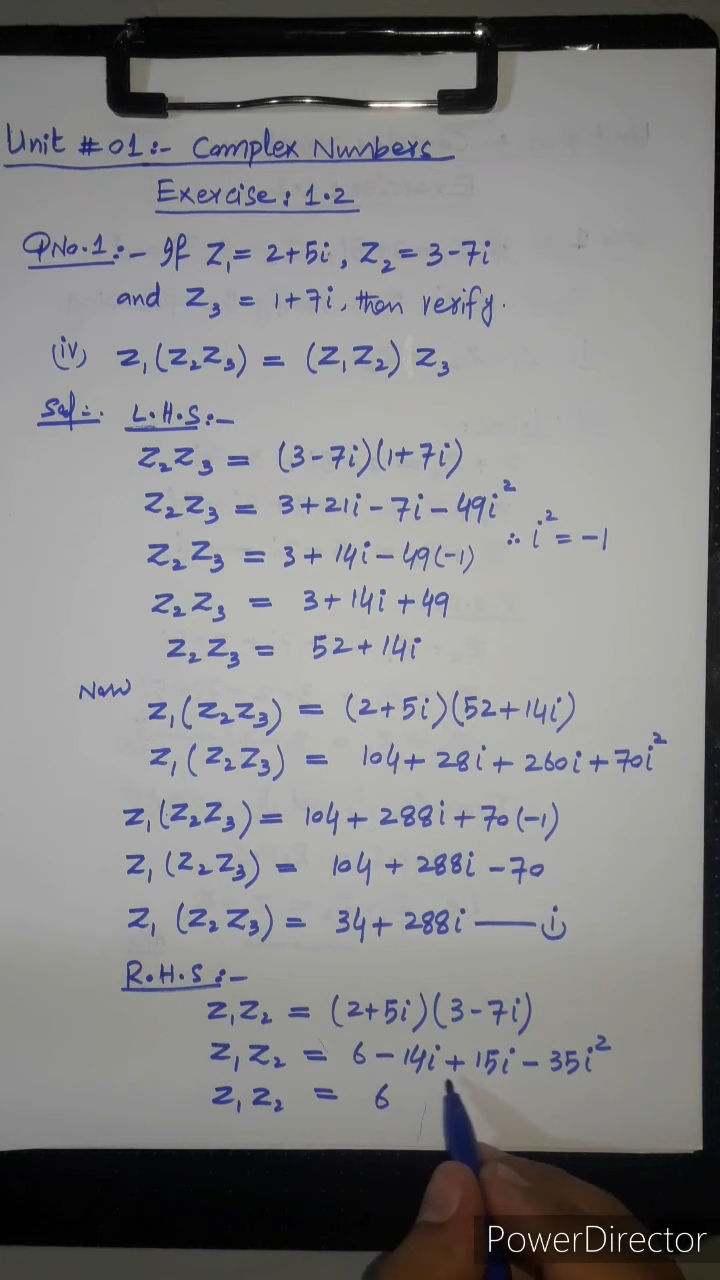 Unit # 01:- Complex Numbers
Exercise: 1.2
QNo.1:- If Z₁ = 2+5i, Z₂ = 3-7i
and Z₃ = 1+7i, then verify.
(iv) Z₁(Z₂Z₃) = (Z₁Z₂) Z₃
Sol:- L.H.S:-
Z₂Z₃ = (3-7i)(1+7i)
Z₂Z₃ = 3+21i-7i-49i²
Z₂Z₃ = 3+14i-49(-1) ∴ i² = -1
Z₂Z₃ = 3+14i+49
Z₂Z₃ = 52+14i
Now Z₁(Z₂Z₃) = (2+5i)(52+14i)
Z₁(Z₂Z₃) = 104+28i+260i+70i²
Z₁(Z₂Z₃) = 104+288i+70(-1)
Z₁(Z₂Z₃) = 104+288i-70
Z₁(Z₂Z₃) = 34+288i — i
R.H.S:-
Z₁Z₂ = (2+5i)(3-7i)
Z₁Z₂ = 6-14i+15i-35i²
Z₁Z₂ = 6
PowerDirector